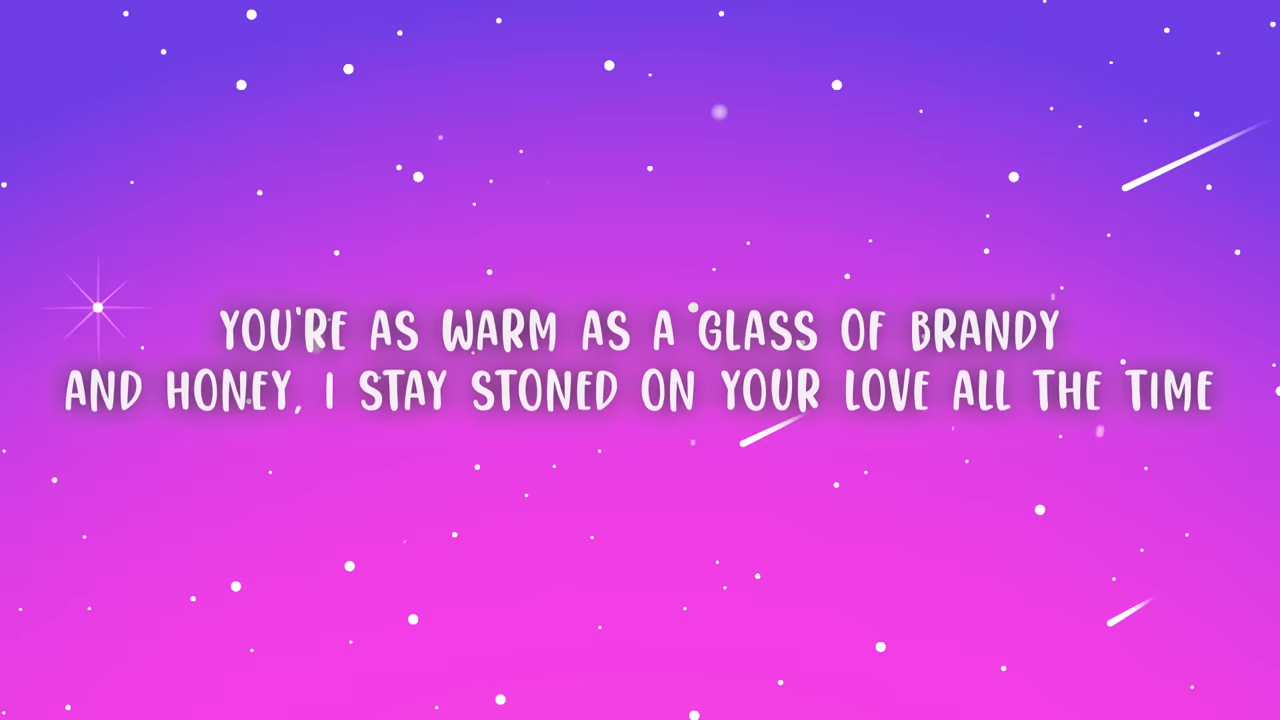 YOU'RE AS WARM AS A GLASS OF BRANDY
AND HONEY, I STAY STONED ON YOUR LOVE ALL THE TIME